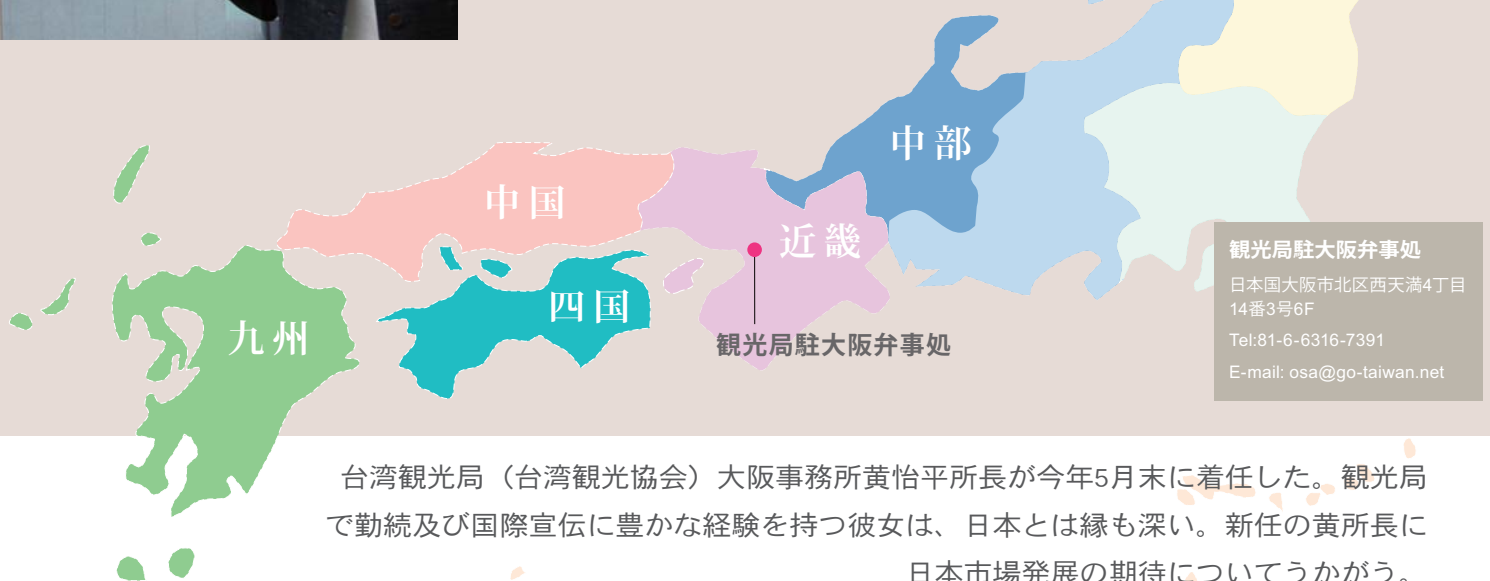 中部
中国
近畿
四国
九州
観光局駐大阪弁事処
観光局駐大阪弁事処
日本国大阪市北区西天満4丁目
14番3号6F
Tel:81-6-6316-7391
E-mail: osa@go-taiwan.net
台湾観光局（台湾観光協会）大阪事務所黄怡平所長が今年5月末に着任した。観光局
で勤続及び国際宣伝に豊かな経験を持つ彼女は、日本とは縁も深い。新任の黄所長に
日本市場発展の期待についてうかがう。